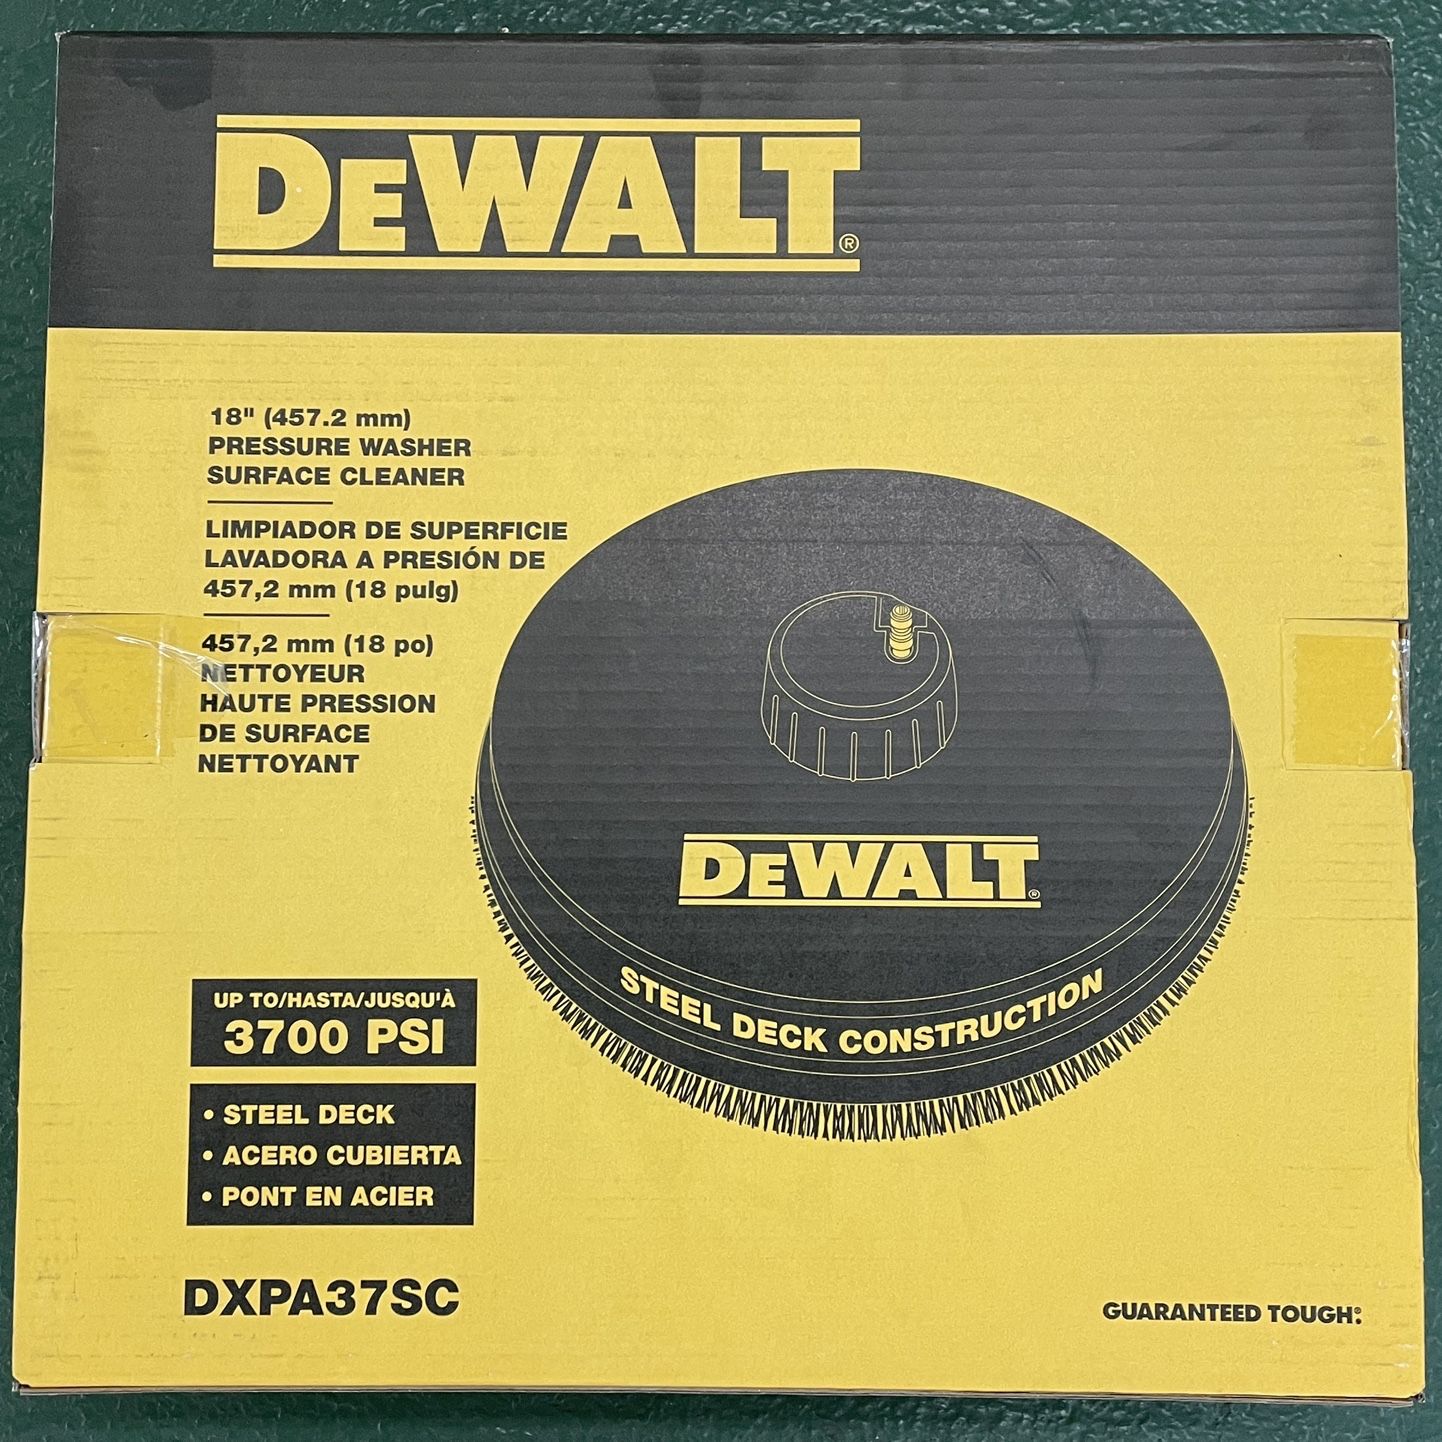 DEWALT®
18" (457.2 mm)
PRESSURE WASHER
SURFACE CLEANER
LIMPIADOR DE SUPERFICIE
LAVADORA A PRESIÓN DE
457,2 mm (18 pulg)
457,2 mm (18 po)
NETTOYEUR
HAUTE PRESSION
DE SURFACE
NETTOYANT
DEWALT®
STEEL DECK CONSTRUCTION
UP TO/HASTA/JUSQU'À
3700 PSI
• STEEL DECK
• ACERO CUBIERTA
• PONT EN ACIER
DXPA37SC
GUARANTEED TOUGH®.